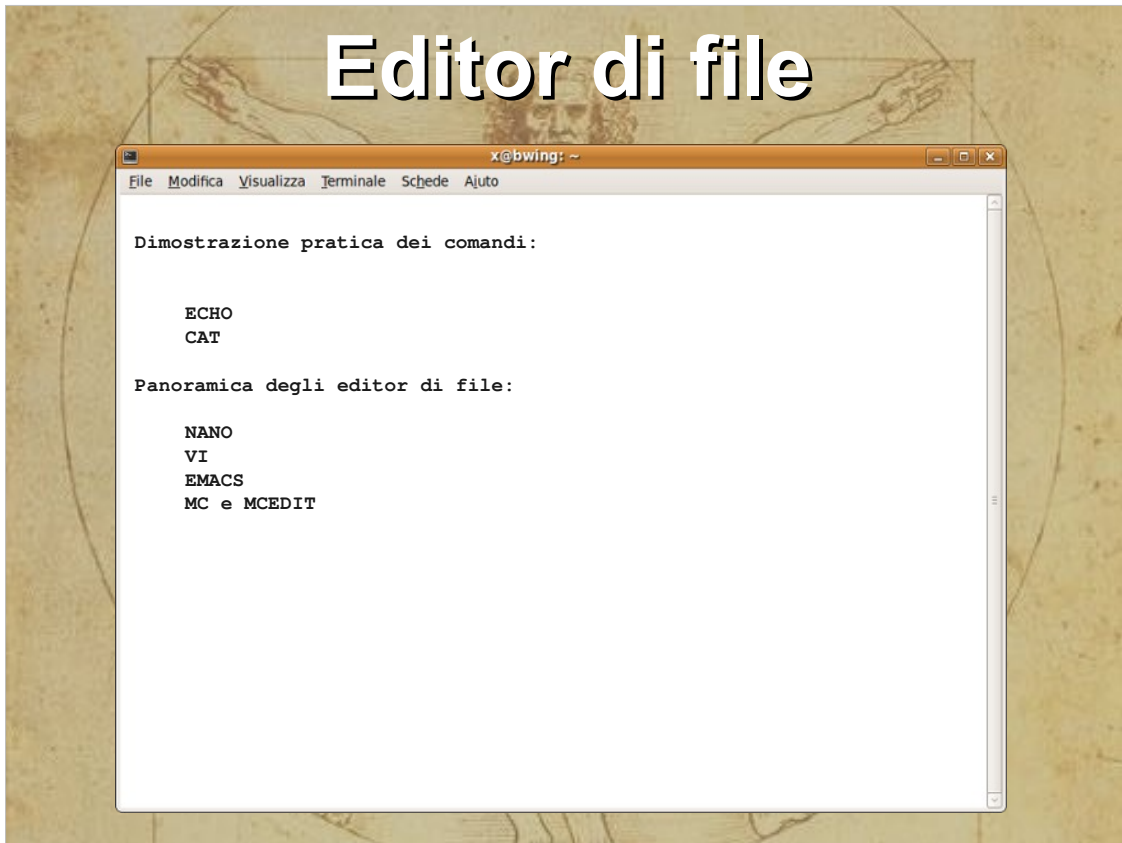 Editor di file
x@bwing: ~
File Modifica Visualizza Terminale Schede Aiuto
Dimostrazione pratica dei comandi:
ECHO
CAT
Panoramica degli editor di file:
NANO
VI
EMACS
MC e MCEDIT